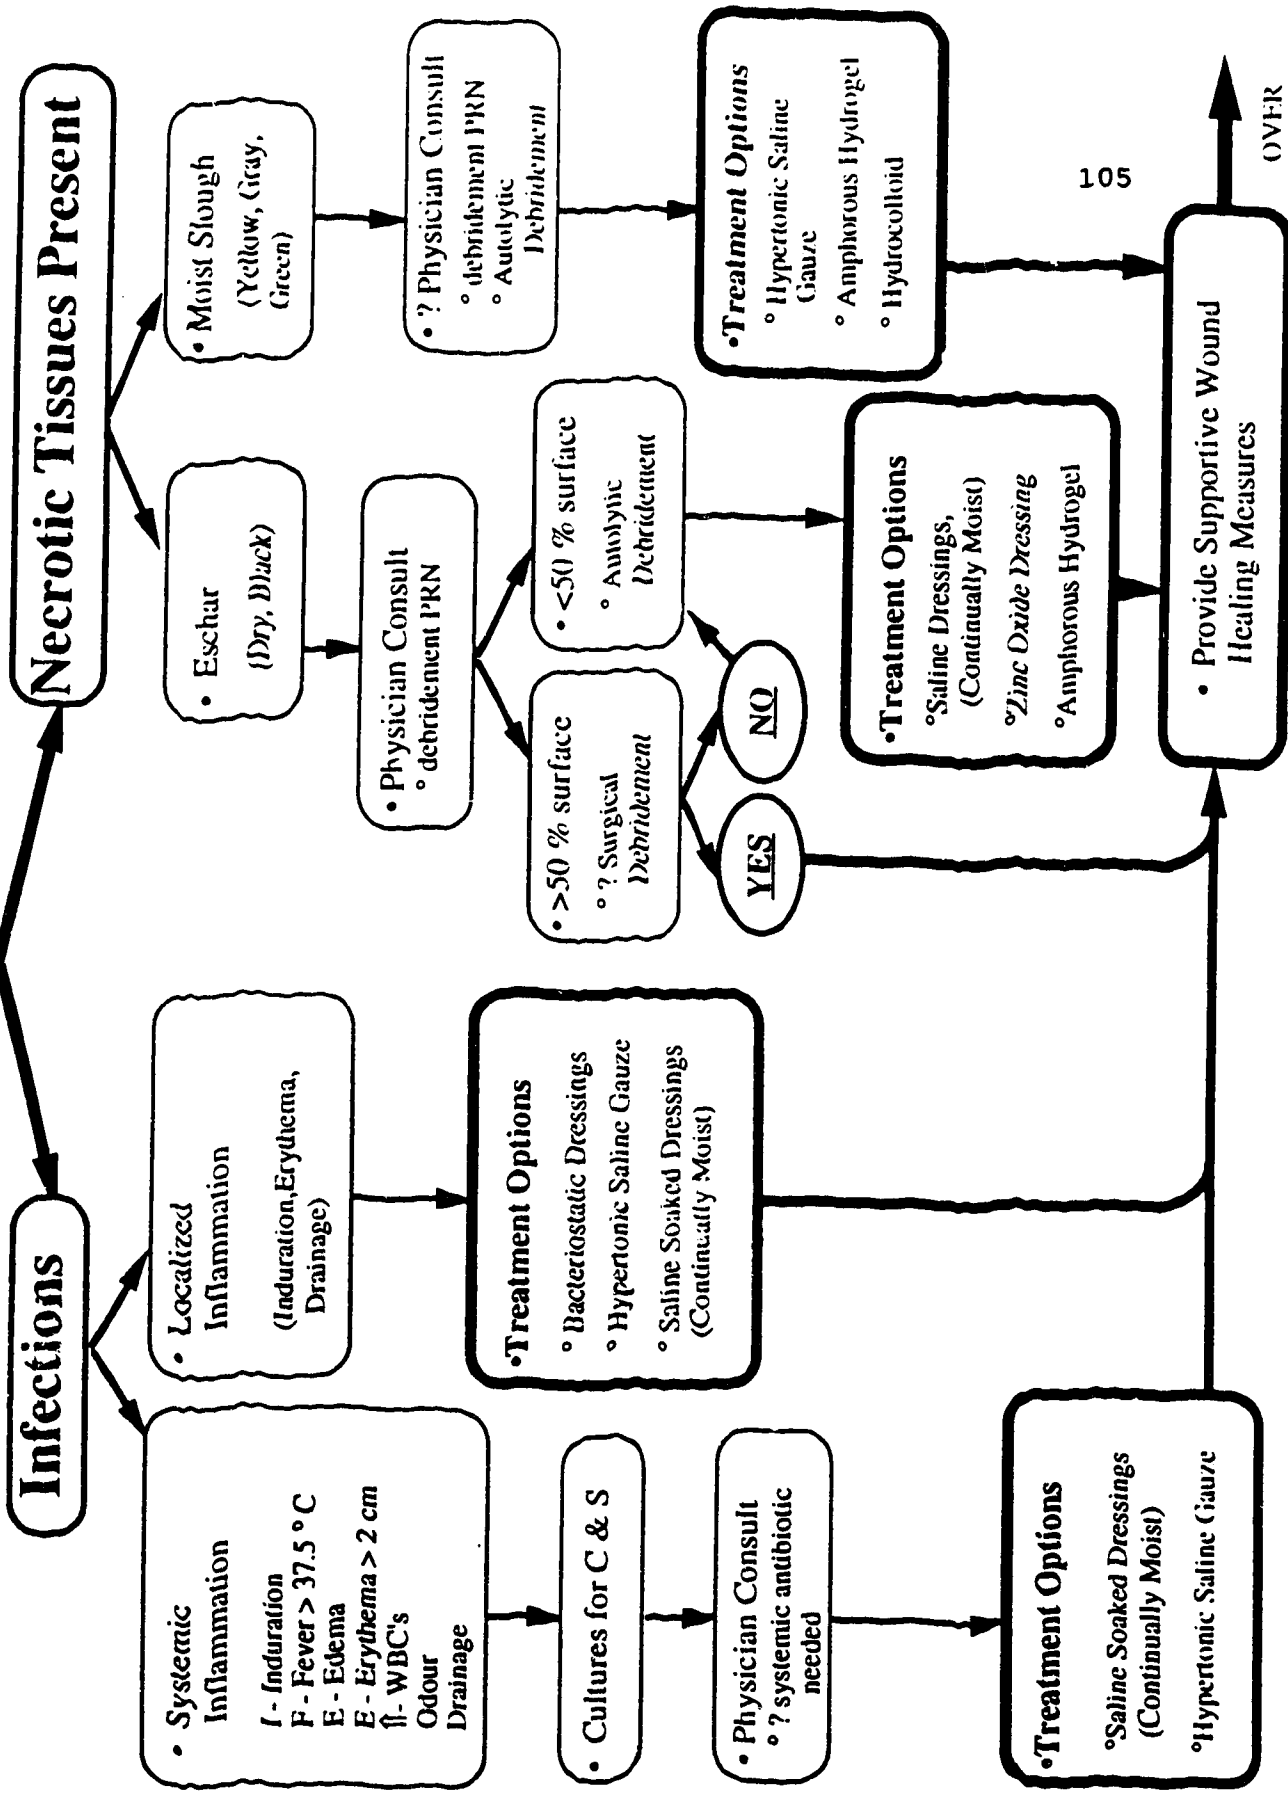 Infections
• Systemic
Inflammation
I - Induration
F - Fever > 37.5 ° C
E - Edema
E - Erythema > 2 cm
⇑- WBC's
Odour
Drainage
• Cultures for C & S
• Physician Consult
° ? systemic antibiotic
needed
•Treatment Options
°Saline Soaked Dressings
(Continually Moist)
°Hypertonic Saline Gauze
• Localized
Inflammation
(Induration,Erythema,
Drainage)
•Treatment Options
° Bacteriostatic Dressings
° Hypertonic Saline Gauze
° Saline Soaked Dressings
(Continually Moist)
Necrotic Tissues Present
• Eschar
(Dry, Black)
• Physician Consult
° debridement PRN
• >50 % surface
° ? Surgical
Debridement
YES
NO
• <50 % surface
° Autolytic
Debridement
•Treatment Options
°Saline Dressings,
(Continually Moist)
°Zinc Oxide Dressing
°Amphorous Hydrogel
• Moist Slough
(Yellow, Gray,
Green)
• ? Physician Consult
° debridement PRN
° Autolytic
Debridement
•Treatment Options
° Hypertonic Saline
Gauze
° Amphorous Hydrogel
° Hydrocolloid
• Provide Supportive Wound
Healing Measures
OVER
105